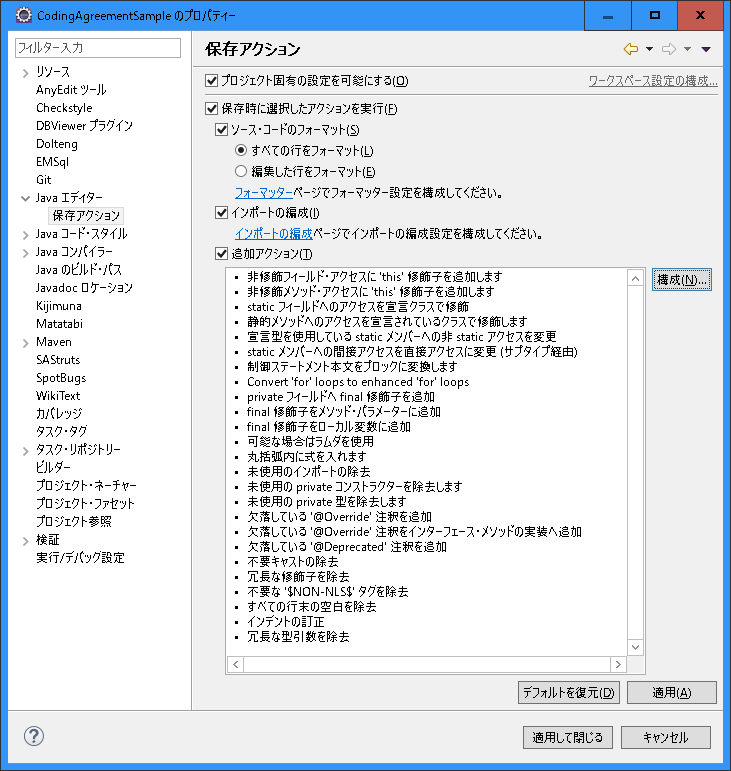 CodingAgreementSample のプロパティー
フィルター入力
リソース
AnyEdit ツール
Checkstyle
DBViewer プラグイン
Dolteng
EMSql
Git
Java エディター
保存アクション
Java コード・スタイル
Java コンパイラー
Java のビルド・パス
Javadoc ロケーション
Kijimuna
Matatabi
Maven
SAStruts
SpotBugs
WikiText
カバレッジ
タスク・タグ
タスク・リポジトリー
ビルダー
プロジェクト・ネーチャー
プロジェクト・ファセット
プロジェクト参照
検証
実行/デバッグ設定
保存アクション
プロジェクト固有の設定を可能にする(O)
ワークスペース設定の構成...
保存時に選択したアクションを実行(F)
ソース・コードのフォーマット(S)
すべての行をフォーマット(L)
編集した行をフォーマット(E)
フォーマッターページでフォーマッター設定を構成してください。
インポートの編成(I)
インポートの編成ページでインポートの編成設定を構成してください。
追加アクション(T)
非修飾フィールド・アクセスに 'this' 修飾子を追加します
非修飾メソッド・アクセスに 'this' 修飾子を追加します
static フィールドへのアクセスを宣言クラスで修飾
静的メソッドへのアクセスを宣言されているクラスで修飾します
宣言型を使用している static メンバーへの非 static アクセスを変更
static メンバーへの間接アクセスを直接アクセスに変更 (サブタイプ経由)
制御ステートメント本文をブロックに変換します
Convert 'for' loops to enhanced 'for' loops
private フィールドへ final 修飾子を追加
final 修飾子をメソッド・パラメーターに追加
final 修飾子をローカル変数に追加
可能な場合はラムダを使用
丸括弧内に式を入れます
未使用のインポートの除去
未使用の private コンストラクターを除去します
未使用の private 型を除去します
欠落している '@Override' 注釈を追加
欠落している '@Override' 注釈をインターフェース・メソッドの実装へ追加
欠落している '@Deprecated' 注釈を追加
不要キャストの除去
冗長な修飾子を除去
不要な '$NON-NLS$' タグを除去
すべての行末の空白を除去
インデントの訂正
冗長な型引数を除去
構成(N)...
デフォルトを復元(D)
適用(A)
適用して閉じる
キャンセル